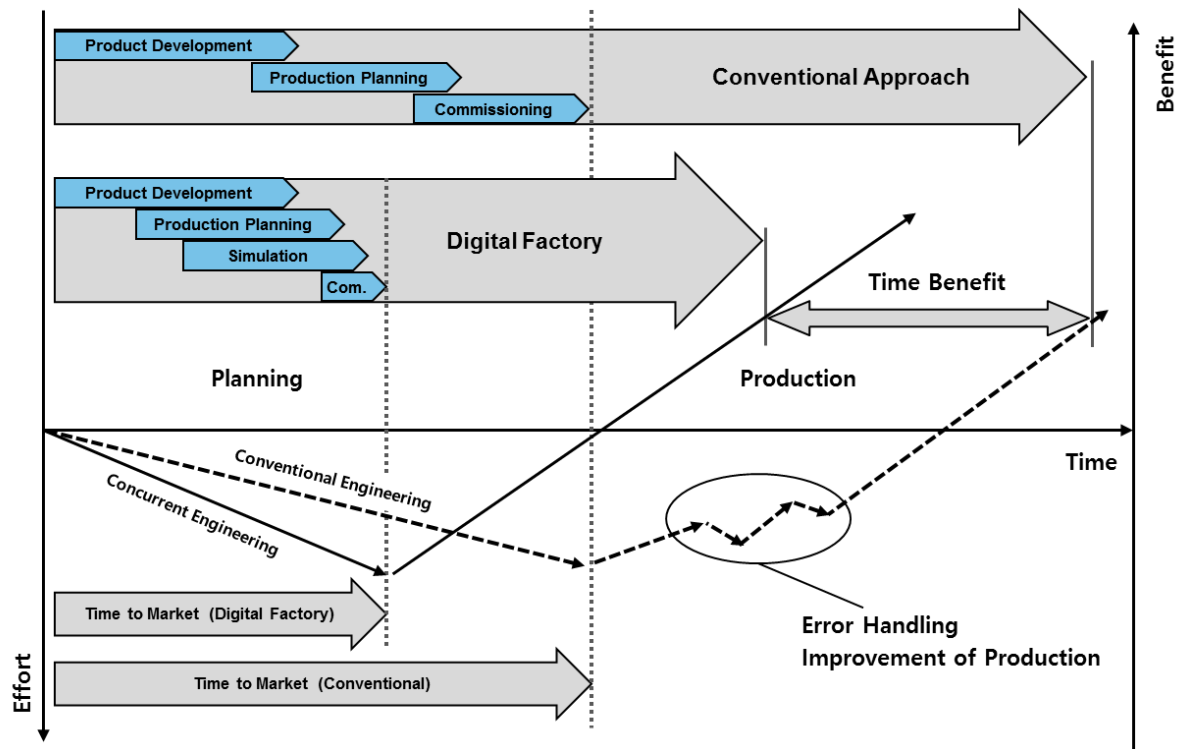 Product Development
Production Planning
Commissioning
Conventional Approach
Benefit
Product Development
Production Planning
Simulation
Com.
Digital Factory
Time Benefit
Planning
Production
Time
Conventional Engineering
Concurrent Engineering
Time to Market (Digital Factory)
Error Handling
Improvement of Production
Time to Market (Conventional)
Effort